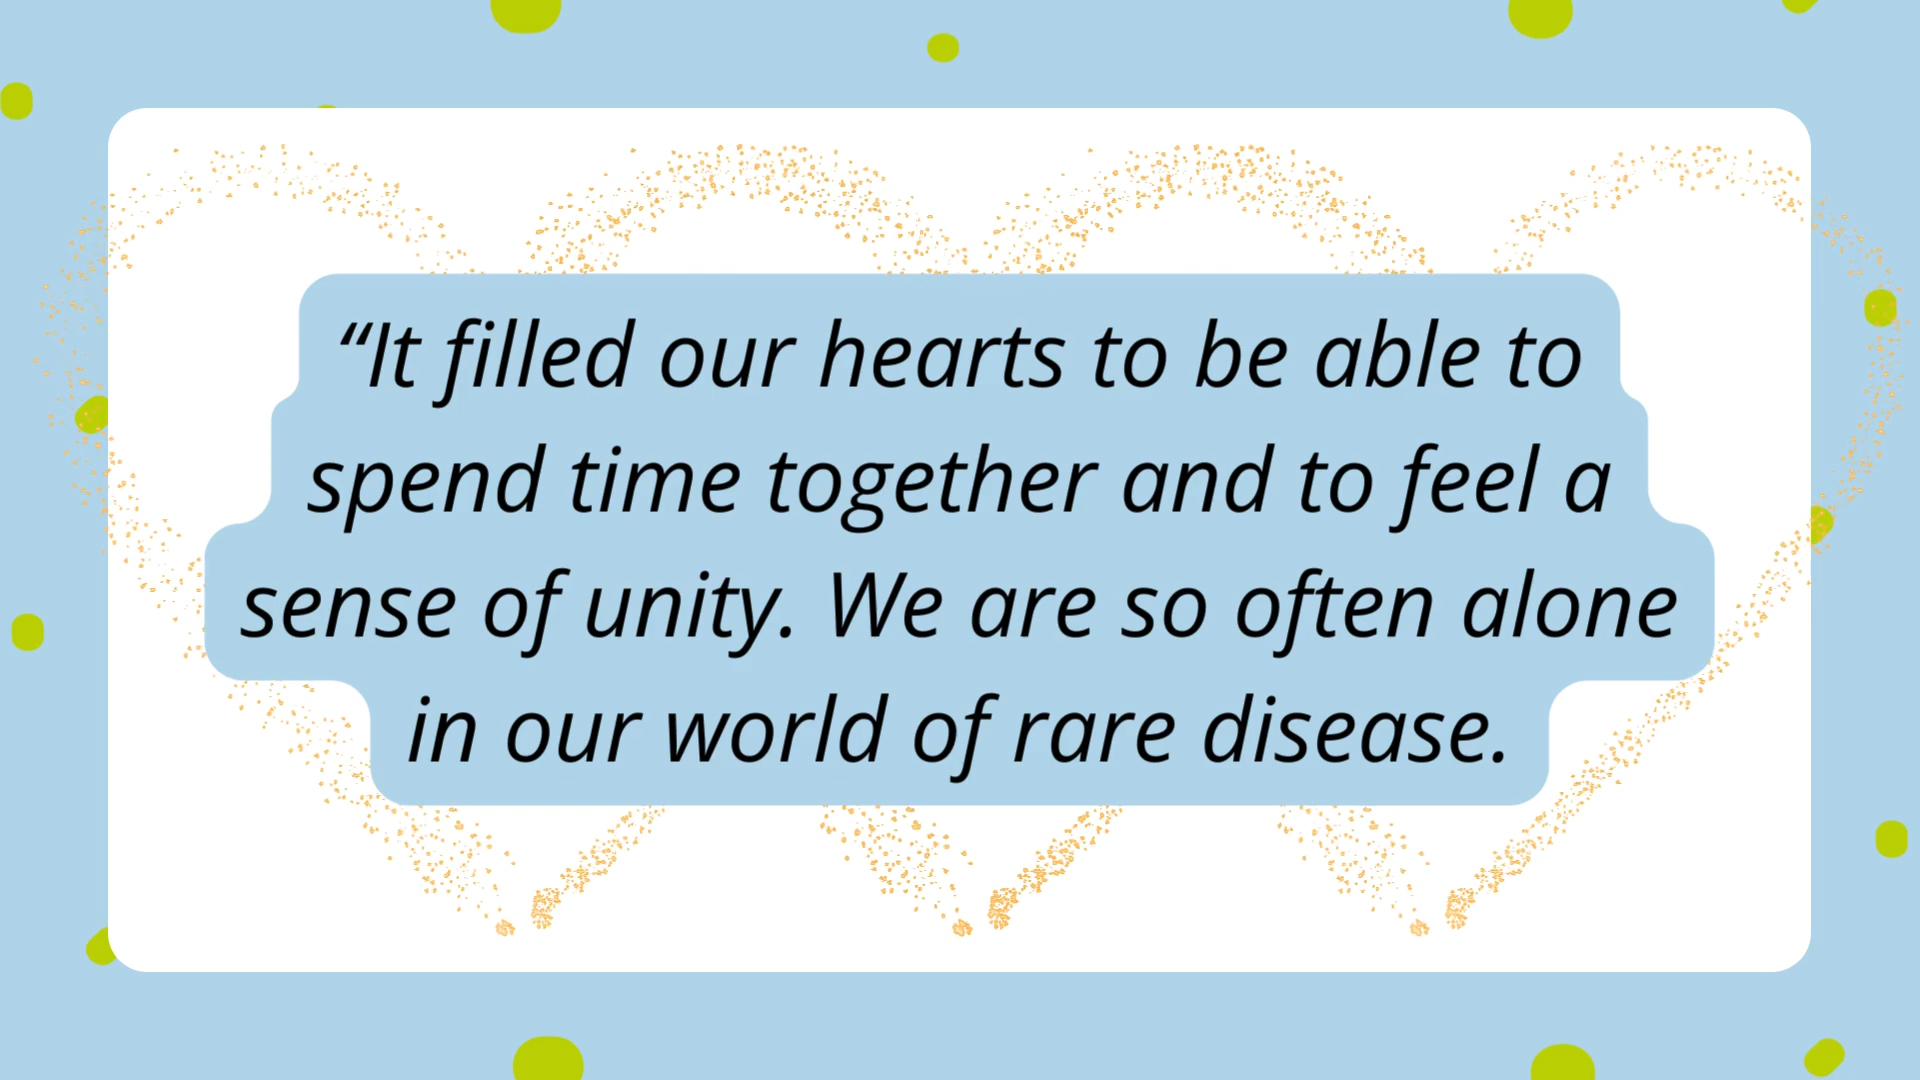 “It filled our hearts to be able to
spend time together and to feel a
sense of unity. We are so often alone
in our world of rare disease.